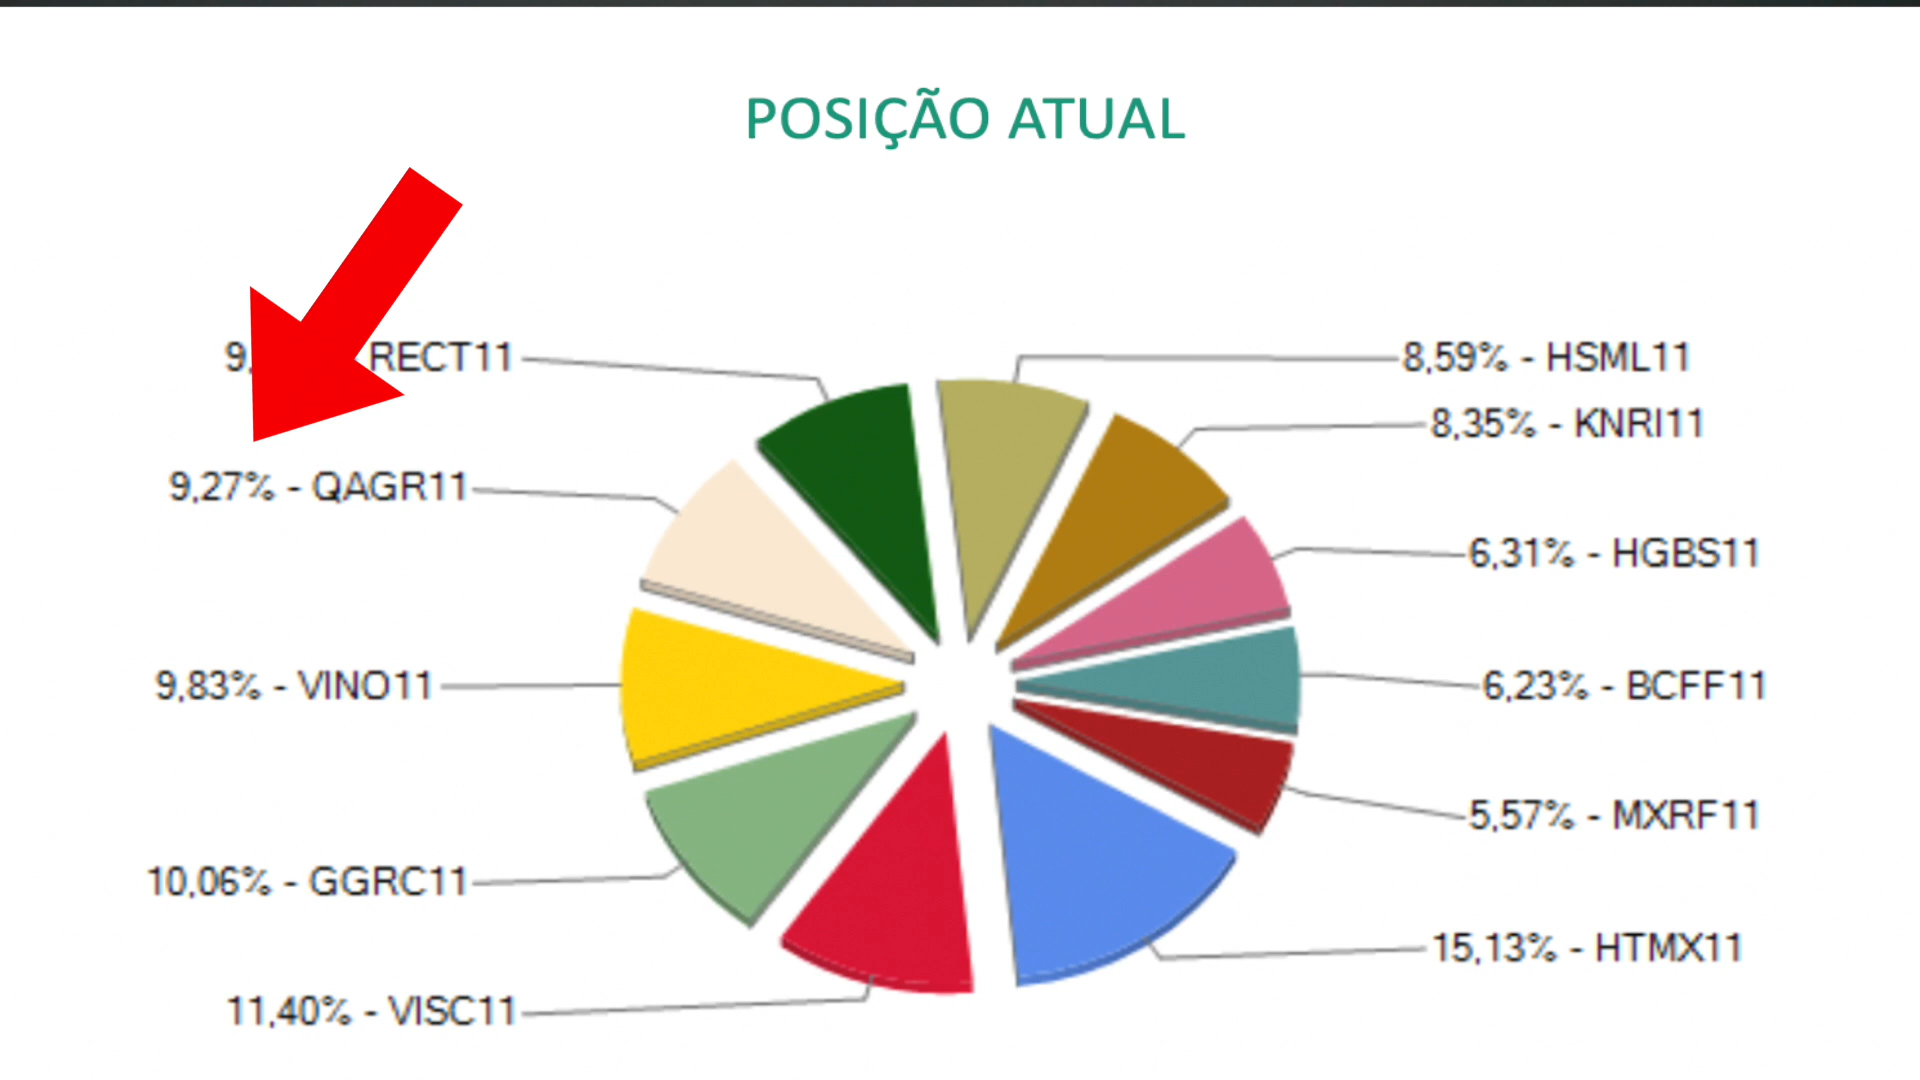 POSIÇÃO ATUAL
RECT11
9,27% - QAGR11
9,83% - VINO11
10,06% - GGRC11
11,40% - VISC11
8,59% - HSML11
8,35% - KNRI11
6,31% - HGBS11
6,23% - BCFF11
5,57% - MXRF11
15,13% - HTMX11